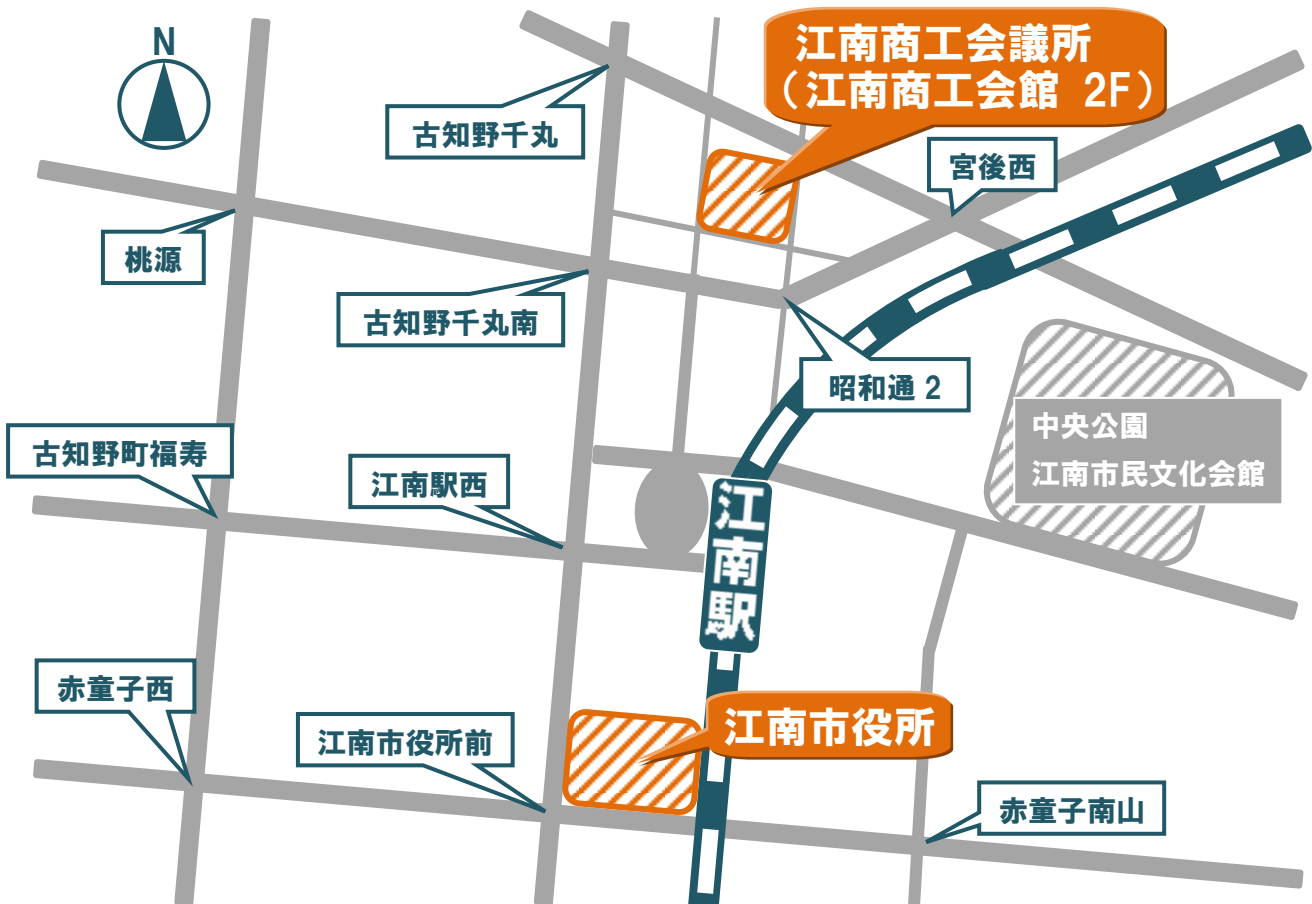 N
江南商工会議所
（江南商工会館 2F）
古知野千丸
宮後西
桃源
古知野千丸南
昭和通 2
中央公園
江南市民文化会館
古知野町福寿
江南駅西
江南駅
赤童子西
江南市役所前
江南市役所
赤童子南山